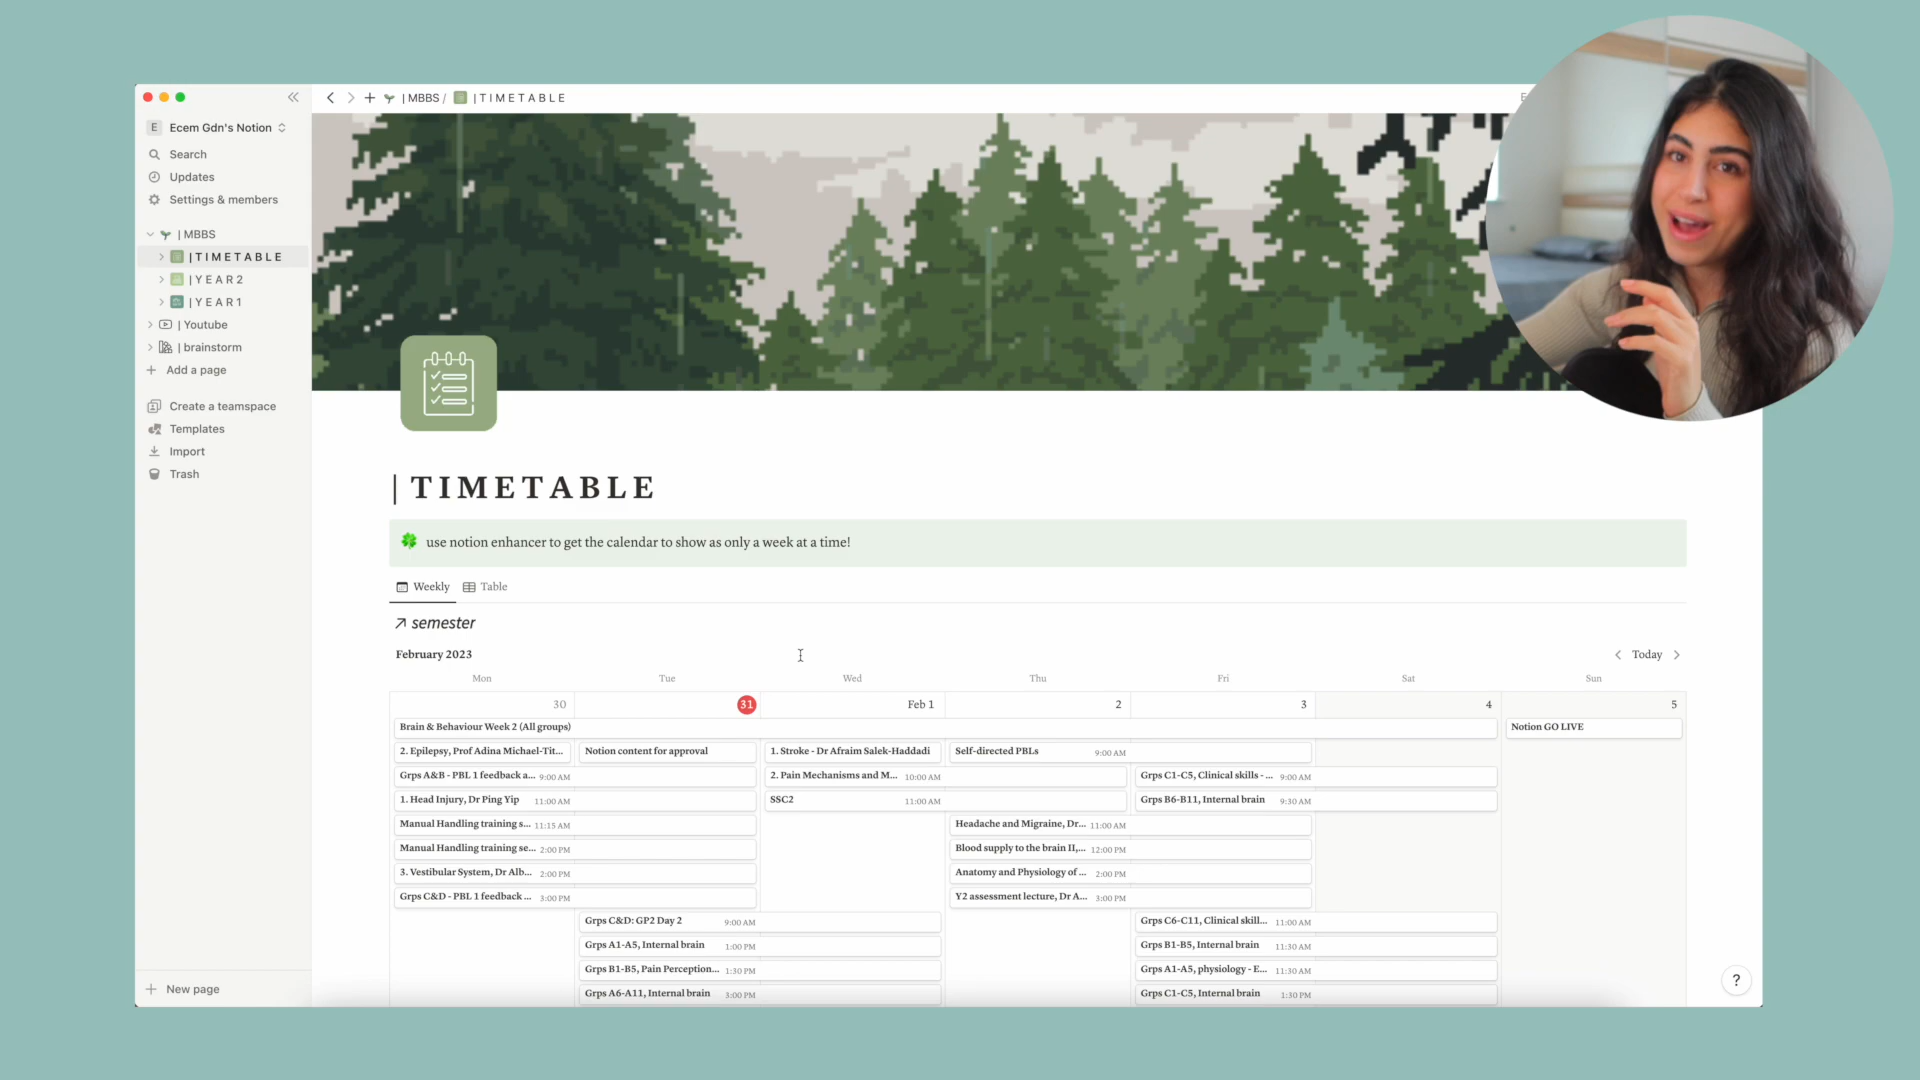 | MBBS / | T I M E T A B L E
E
E Ecem Gdn's Notion
Search
Updates
Settings & members
| MBBS
| T I M E T A B L E
| Y E A R 2
| Y E A R 1
| Youtube
| brainstorm
Add a page
Create a teamspace
Templates
Import
Trash
New page
| T I M E T A B L E
use notion enhancer to get the calendar to show as only a week at a time!
Weekly Table
semester
February 2023 Today
Mon Tue Wed Thu Fri Sat Sun
30 31 Feb 1 2 3 4 5
Brain & Behaviour Week 2 (All groups) Notion GO LIVE
2. Epilepsy, Prof Adina Michael-Tit... Notion content for approval 1. Stroke - Dr Afraim Salek-Haddadi Self-directed PBLs 9:00 AM
Grps A&B - PBL 1 feedback a... 9:00 AM 2. Pain Mechanisms and M... 10:00 AM Grps C1-C5, Clinical skills - ... 9:00 AM
1. Head Injury, Dr Ping Yip 11:00 AM SSC2 11:00 AM Grps B6-B11, Internal brain 9:30 AM
Manual Handling training s... 11:15 AM Headache and Migraine, Dr... 11:00 AM
Manual Handling training se... 2:00 PM Blood supply to the brain II,... 12:00 PM
3. Vestibular System, Dr Alb... 2:00 PM Anatomy and Physiology of ... 2:00 PM
Grps C&D - PBL 1 feedback ... 3:00 PM Y2 assessment lecture, Dr A... 3:00 PM
Grps C&D: GP2 Day 2 9:00 AM Grps C6-C11, Clinical skill... 11:00 AM
Grps A1-A5, Internal brain 1:00 PM Grps B1-B5, Internal brain 11:30 AM
Grps B1-B5, Pain Perception... 1:30 PM Grps A1-A5, physiology - E... 11:30 AM
Grps A6-A11, Internal brain 3:00 PM Grps C1-C5, Internal brain 1:30 PM
?